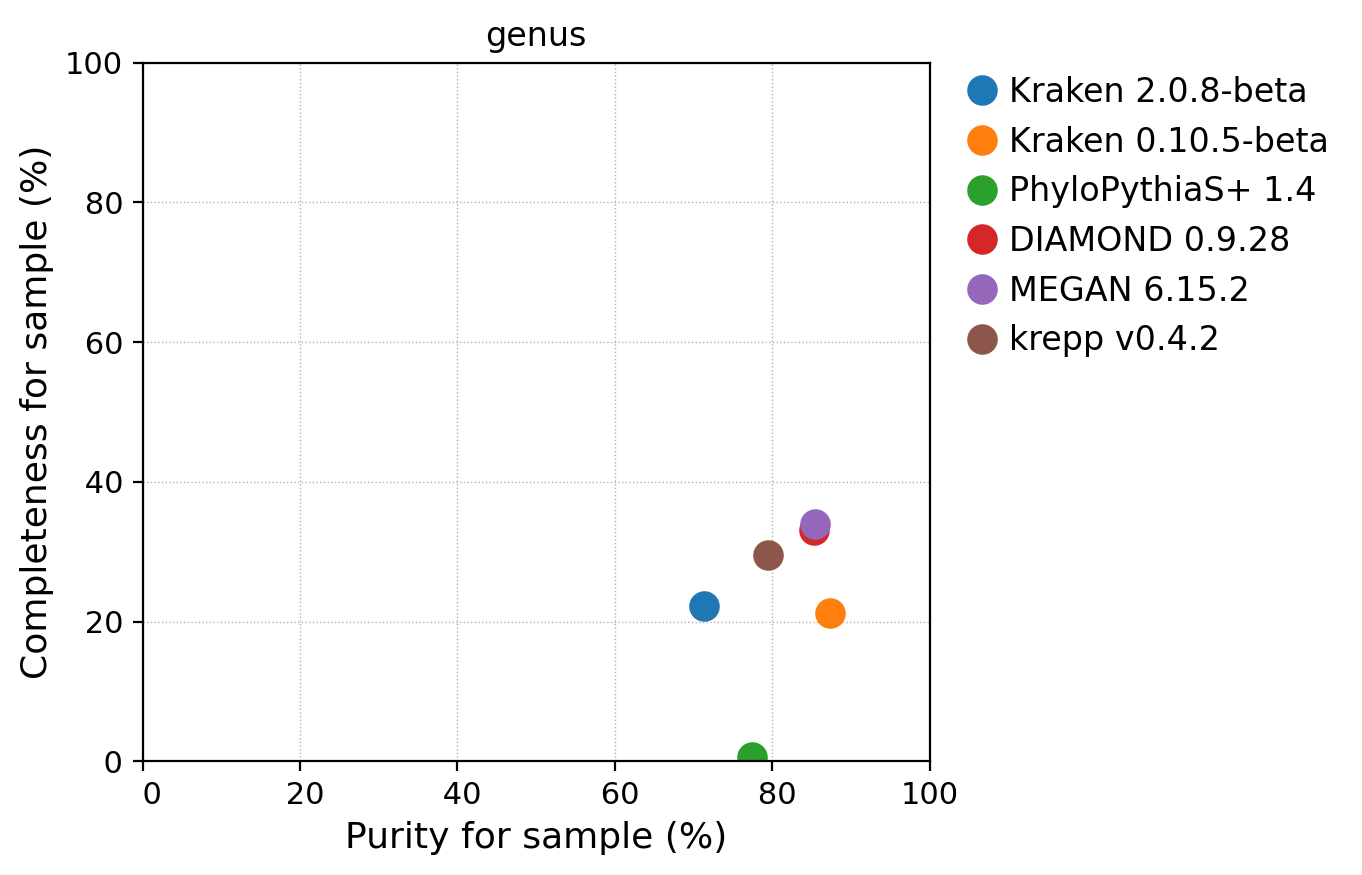 genus
100
80
60
40
20
0
Completeness for sample (%)
0 20 40 60 80 100
Purity for sample (%)
Kraken 2.0.8-beta
Kraken 0.10.5-beta
PhyloPythiaS+ 1.4
DIAMOND 0.9.28
MEGAN 6.15.2
krepp v0.4.2